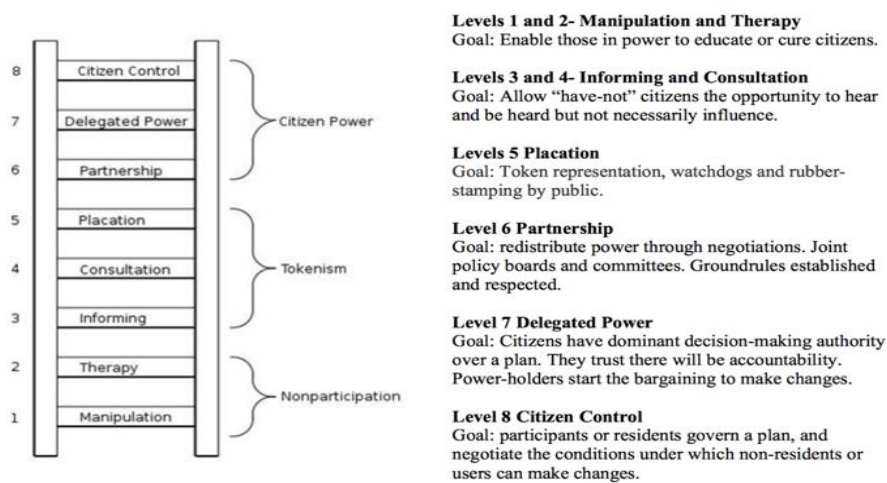 8
Citizen Control
7
Delegated Power
Citizen Power
6
Partnership
5
Placation
4
Consultation
Tokenism
3
Informing
2
Therapy
Nonparticipation
1
Manipulation
Levels 1 and 2- Manipulation and Therapy
Goal: Enable those in power to educate or cure citizens.
Levels 3 and 4- Informing and Consultation
Goal: Allow “have-not” citizens the opportunity to hear
and be heard but not necessarily influence.
Levels 5 Placation
Goal: Token representation, watchdogs and rubber-
stamping by public.
Level 6 Partnership
Goal: redistribute power through negotiations. Joint
policy boards and committees. Groundrules established
and respected.
Level 7 Delegated Power
Goal: Citizens have dominant decision-making authority
over a plan. They trust there will be accountability.
Power-holders start the bargaining to make changes.
Level 8 Citizen Control
Goal: participants or residents govern a plan, and
negotiate the conditions under which non-residents or
users can make changes.